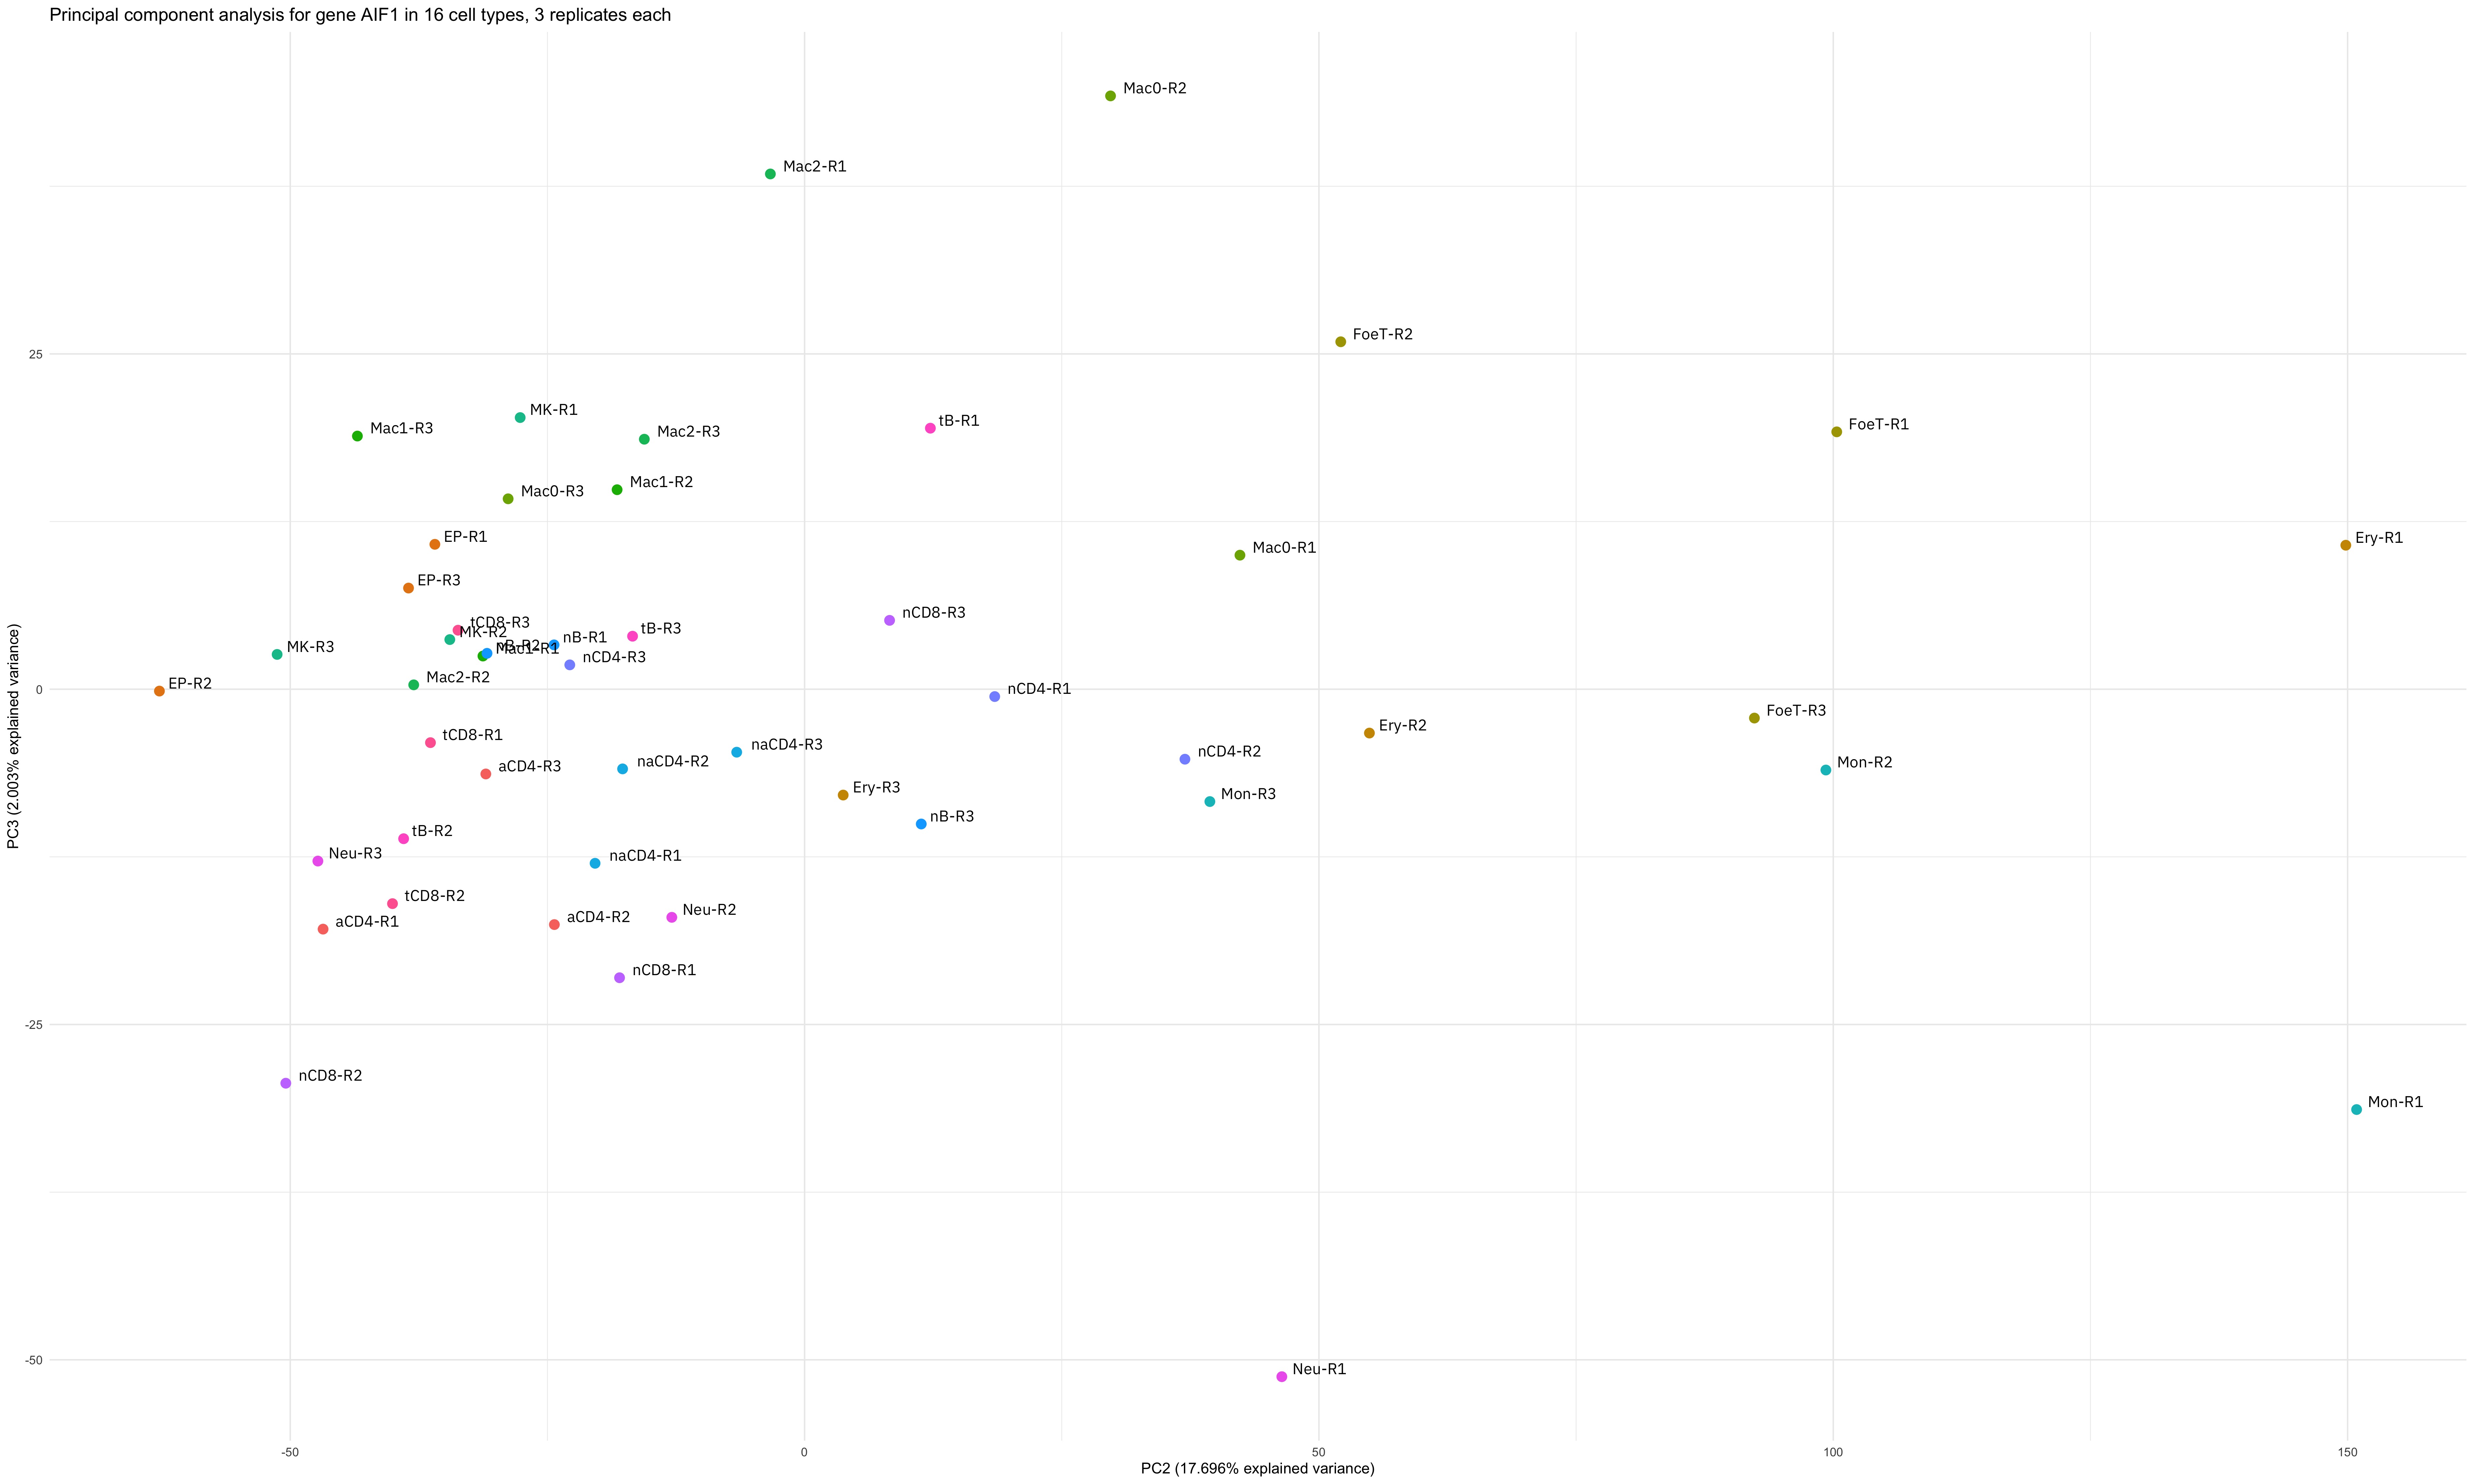 Principal component analysis for gene AIF1 in 16 cell types, 3 replicates each
Mac0-R2
Mac2-R1
FoeT-R2
25
MK-R1
tB-R1
FoeT-R1
Mac1-R3
Mac2-R3
Mac1-R2
Mac0-R3
EP-R1
Ery-R1
Mac0-R1
EP-R3
nCD8-R3
tCD8-R3
tB-R3
MK-R2
nB-R1
nB-R2
Mac1-R1
MK-R3
nCD4-R3
EP-R2
Mac2-R2
0
nCD4-R1
FoeT-R3
Ery-R2
tCD8-R1
naCD4-R3
nCD4-R2
naCD4-R2
Mon-R2
aCD4-R3
Ery-R3
Mon-R3
nB-R3
tB-R2
Neu-R3
naCD4-R1
tCD8-R2
Neu-R2
aCD4-R2
aCD4-R1
nCD8-R1
-25
nCD8-R2
Mon-R1
-50
Neu-R1
PC3 (2.003% explained variance)
-50
0
50
100
150
PC2 (17.696% explained variance)